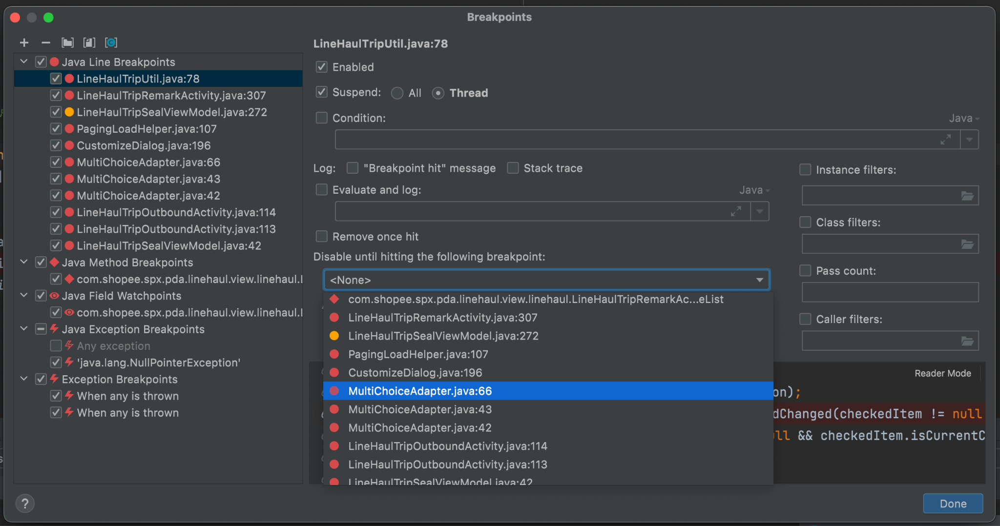 Breakpoints
Java Line Breakpoints
LineHaulTripUtil.java:78
LineHaulTripRemarkActivity.java:307
LineHaulTripSealViewModel.java:272
PagingLoadHelper.java:107
CustomizeDialog.java:196
MultiChoiceAdapter.java:66
MultiChoiceAdapter.java:43
MultiChoiceAdapter.java:42
LineHaulTripOutboundActivity.java:114
LineHaulTripOutboundActivity.java:113
LineHaulTripSealViewModel.java:42
Java Method Breakpoints
com.shopee.spx.pda.linehaul.view.linehaul.
Java Field Watchpoints
com.shopee.spx.pda.linehaul.view.linehaul.
Java Exception Breakpoints
Any exception
'java.lang.NullPointerException'
Exception Breakpoints
When any is thrown
When any is thrown
?
LineHaulTripUtil.java:78
Enabled
Suspend: All Thread
Condition: Java
Log: "Breakpoint hit" message Stack trace
Evaluate and log: Java
Remove once hit
Disable until hitting the following breakpoint:
<None>
com.shopee.spx.pda.linehaul.view.linehaul.LineHaulTripRemarkAc...eList
LineHaulTripRemarkActivity.java:307
LineHaulTripSealViewModel.java:272
PagingLoadHelper.java:107
CustomizeDialog.java:196
MultiChoiceAdapter.java:66
MultiChoiceAdapter.java:43
MultiChoiceAdapter.java:42
LineHaulTripOutboundActivity.java:114
LineHaulTripOutboundActivity.java:113
LineHaulTripSealViewModel.java:42
Instance filters:
Class filters:
Pass count:
Caller filters:
Reader Mode
on);
dChanged(checkedItem != null
ll && checkedItem.isCurrentC
Done